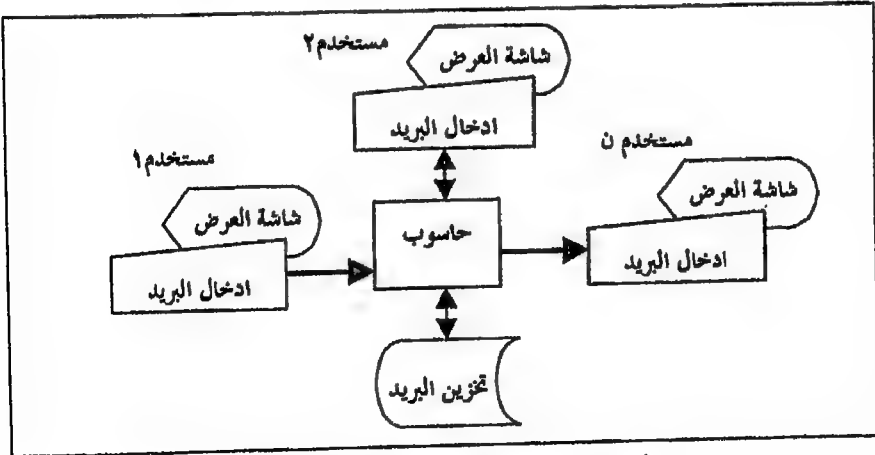 مستخدم٢
شاشة العرض
ادخال البريد
مستخدم ن
شاشة العرض
ادخال البريد
مستخدم١
شاشة العرض
ادخال البريد
حاسوب
تخزين البريد